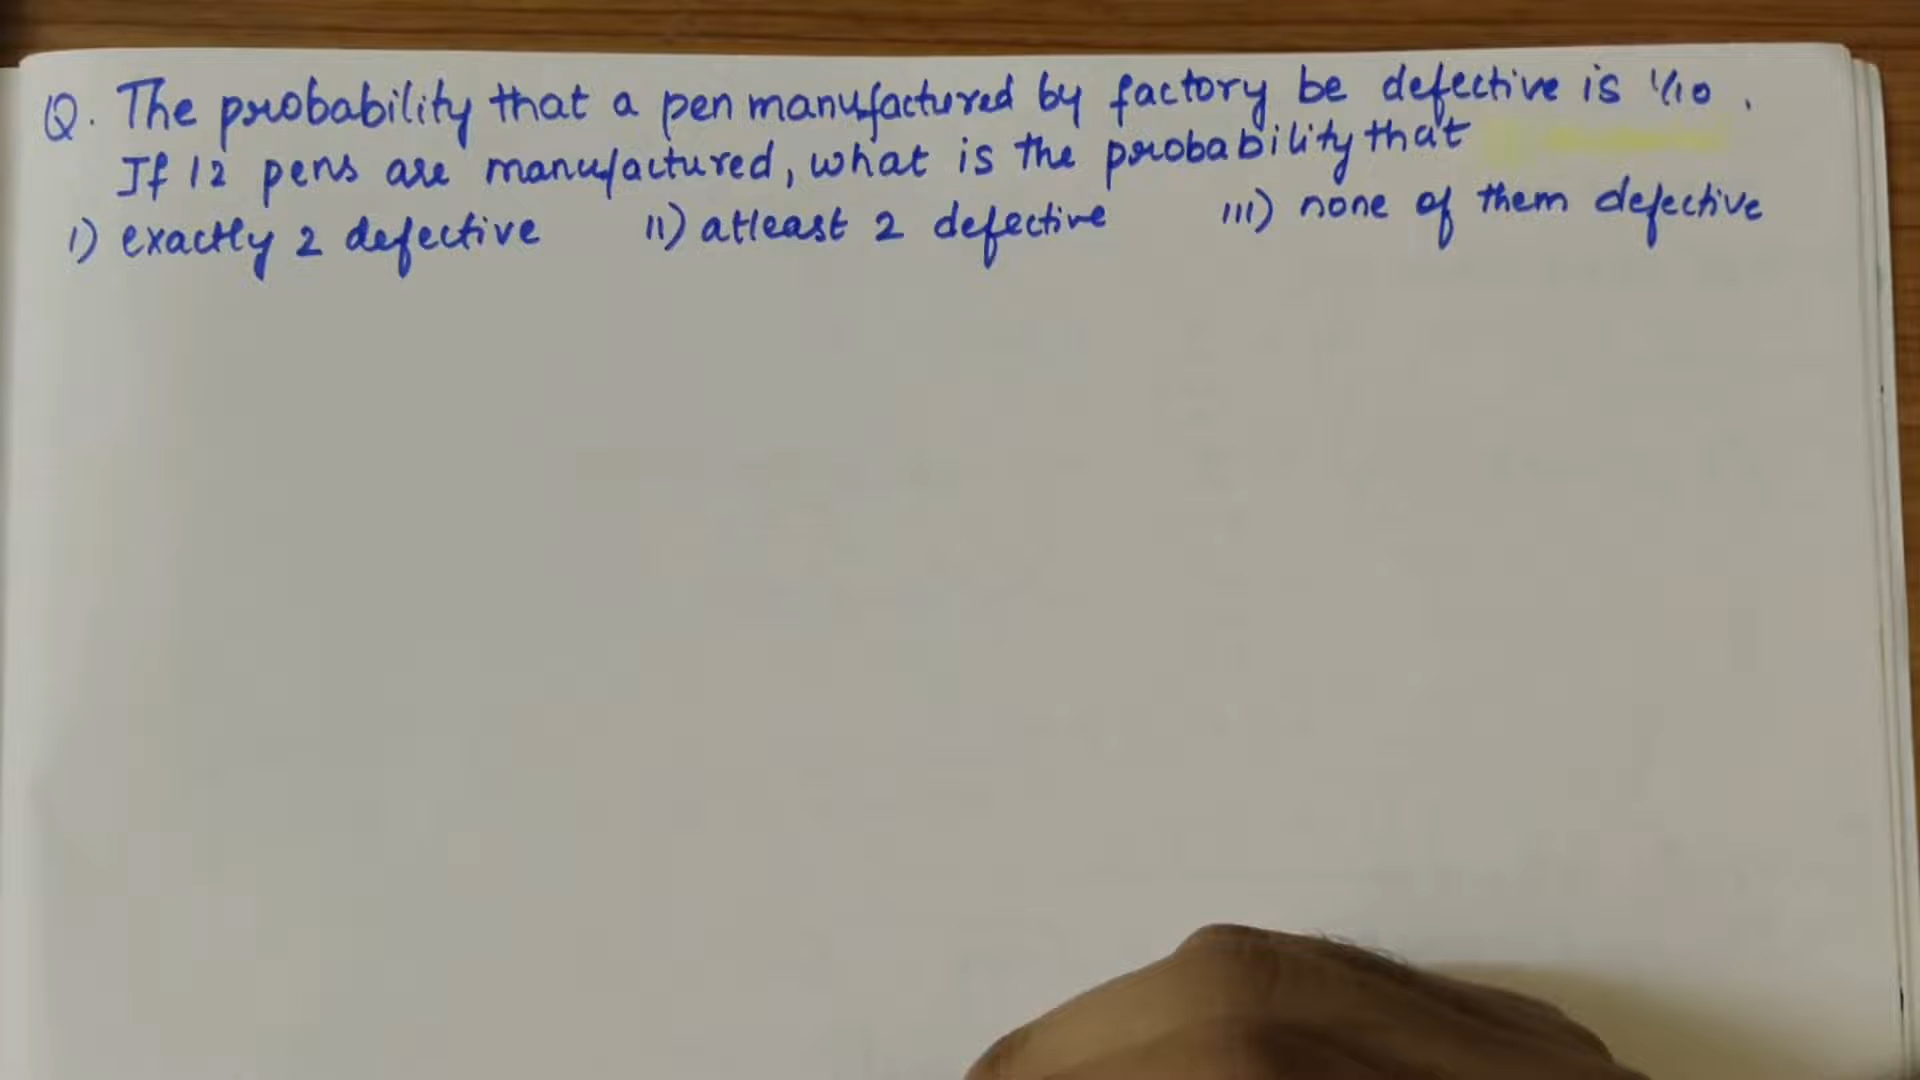 Q. The probability that a pen manufactured by factory be defective is 1/10.
If 12 pens are manufactured, what is the probability that
i) exactly 2 defective ii) atleast 2 defective iii) none of them defective